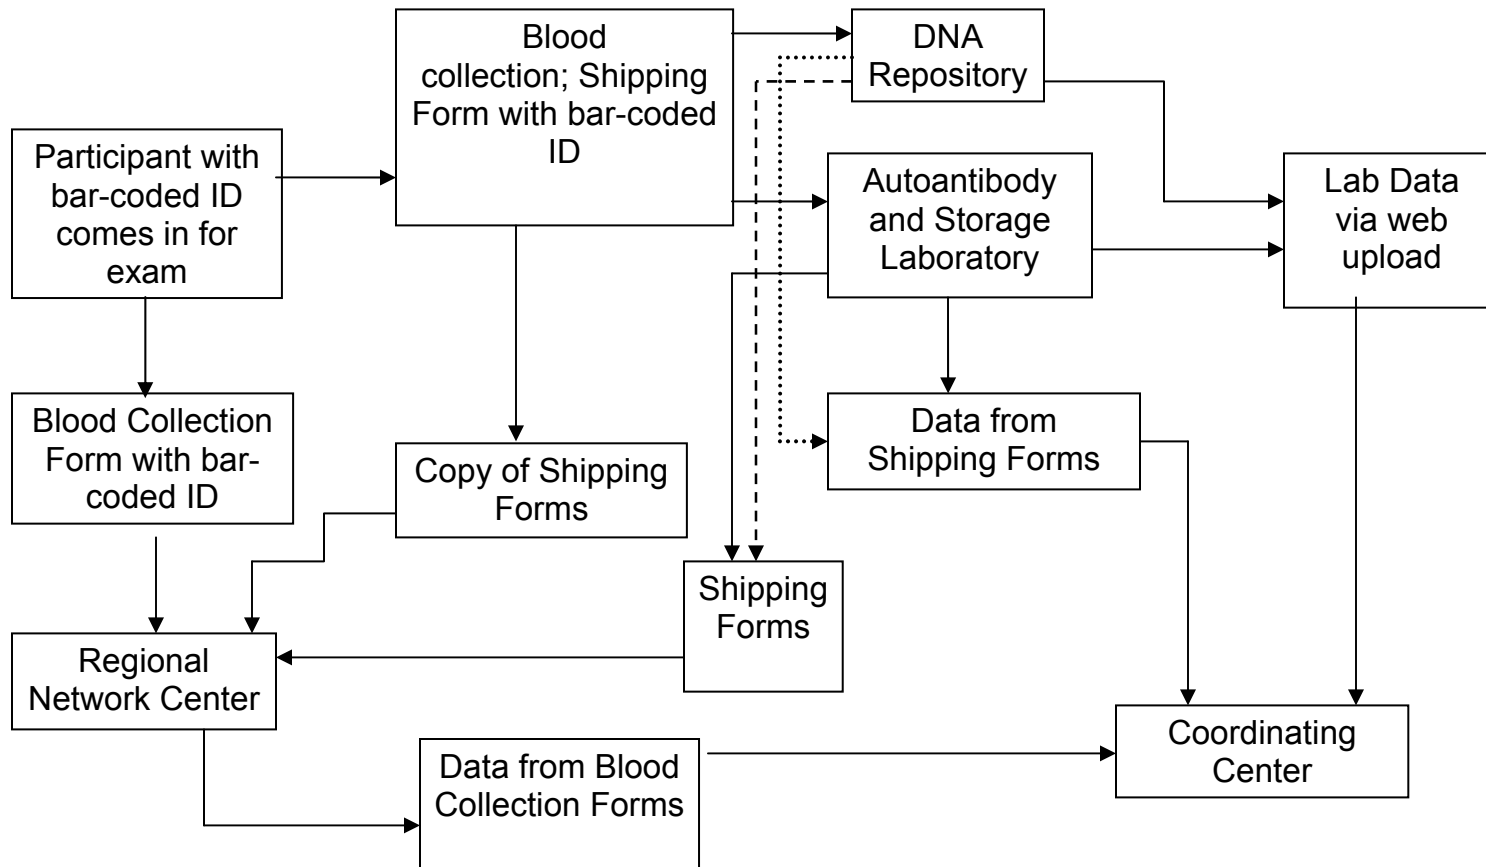 Participant with
bar-coded ID
comes in for
exam
Blood
collection; Shipping
Form with bar-coded
ID
DNA
Repository
Autoantibody
and Storage
Laboratory
Lab Data
via web
upload
Blood Collection
Form with bar-
coded ID
Copy of Shipping
Forms
Data from
Shipping Forms
Shipping
Forms
Regional
Network Center
Data from Blood
Collection Forms
Coordinating
Center